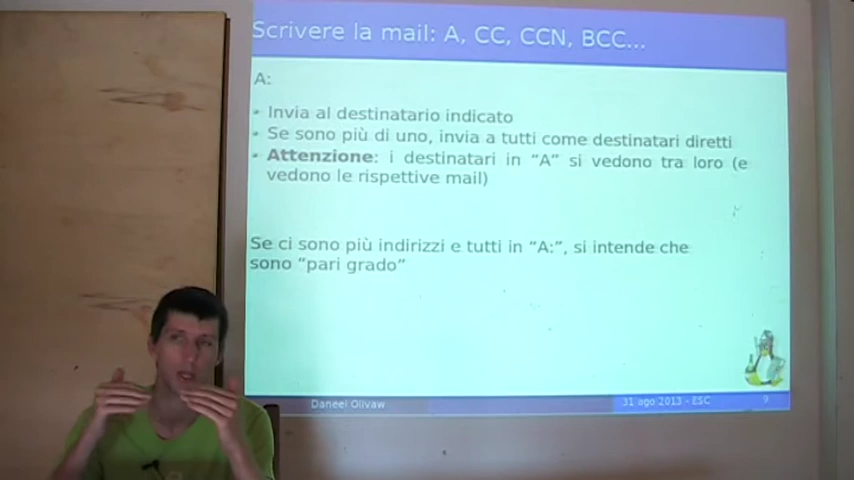 Scrivere la mail: A, CC, CCN, BCC...
A:
Invia al destinatario indicato
Se sono più di uno, invia a tutti come destinatari diretti
Attenzione: i destinatari in "A" si vedono tra loro (e
vedono le rispettive mail)
Se ci sono più indirizzi e tutti in "A:", si intende che
sono "pari grado"
Daneel Olivaw
31 ago 2013 - ESC
9